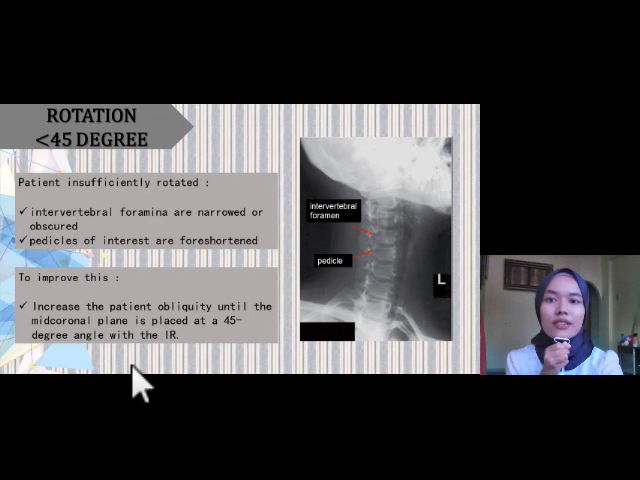 ROTATION
<45 DEGREE
Patient insufficiently rotated :
✓ intervertebral foramina are narrowed or
obscured
✓ pedicles of interest are foreshortened
To improve this :
✓ Increase the patient obliquity until the
midcoronal plane is placed at a 45-
degree angle with the IR.
intervertebral
foramen
pedicle
L